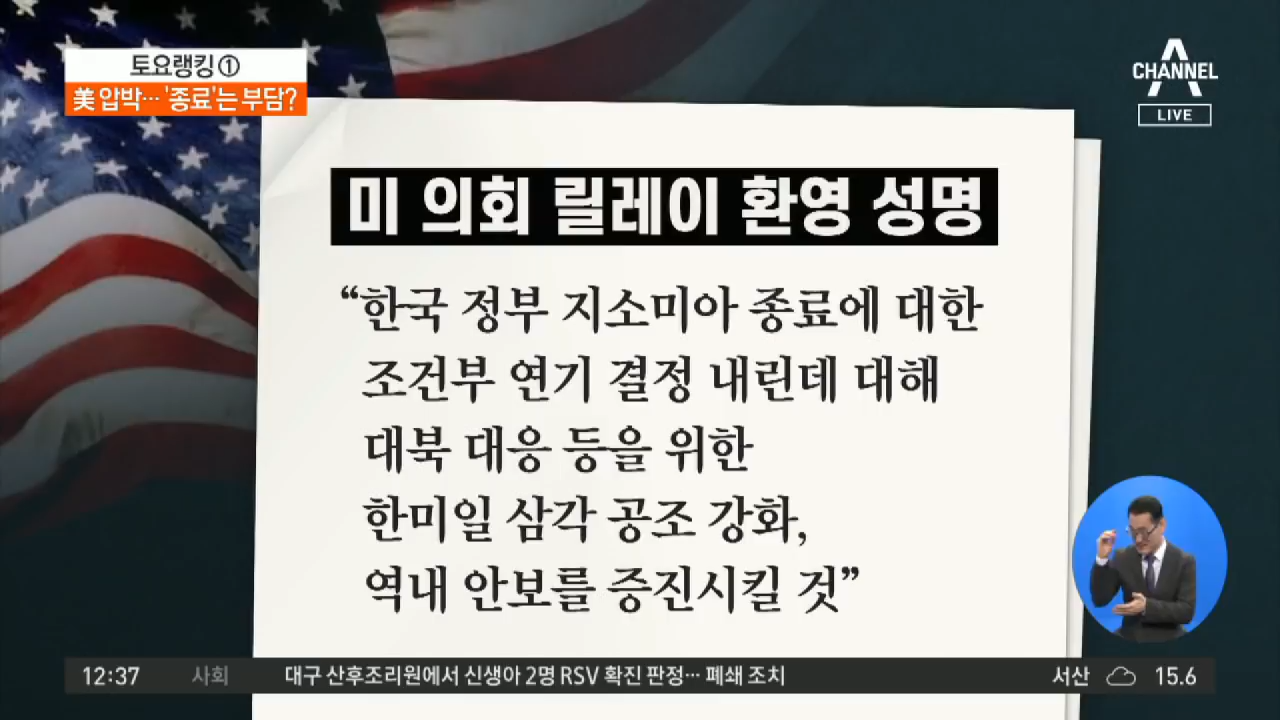 토요랭킹 ①
美 압박… '종료'는 부담?
CHANNEL A
LIVE
미 의회 릴레이 환영 성명
“한국 정부 지소미아 종료에 대한
조건부 연기 결정 내린데 대해
대북 대응 등을 위한
한미일 삼각 공조 강화,
역내 안보를 증진시킬 것”
12:37 사회 대구 산후조리원에서 신생아 2명 RSV 확진 판정… 폐쇄 조치 서산 15.6